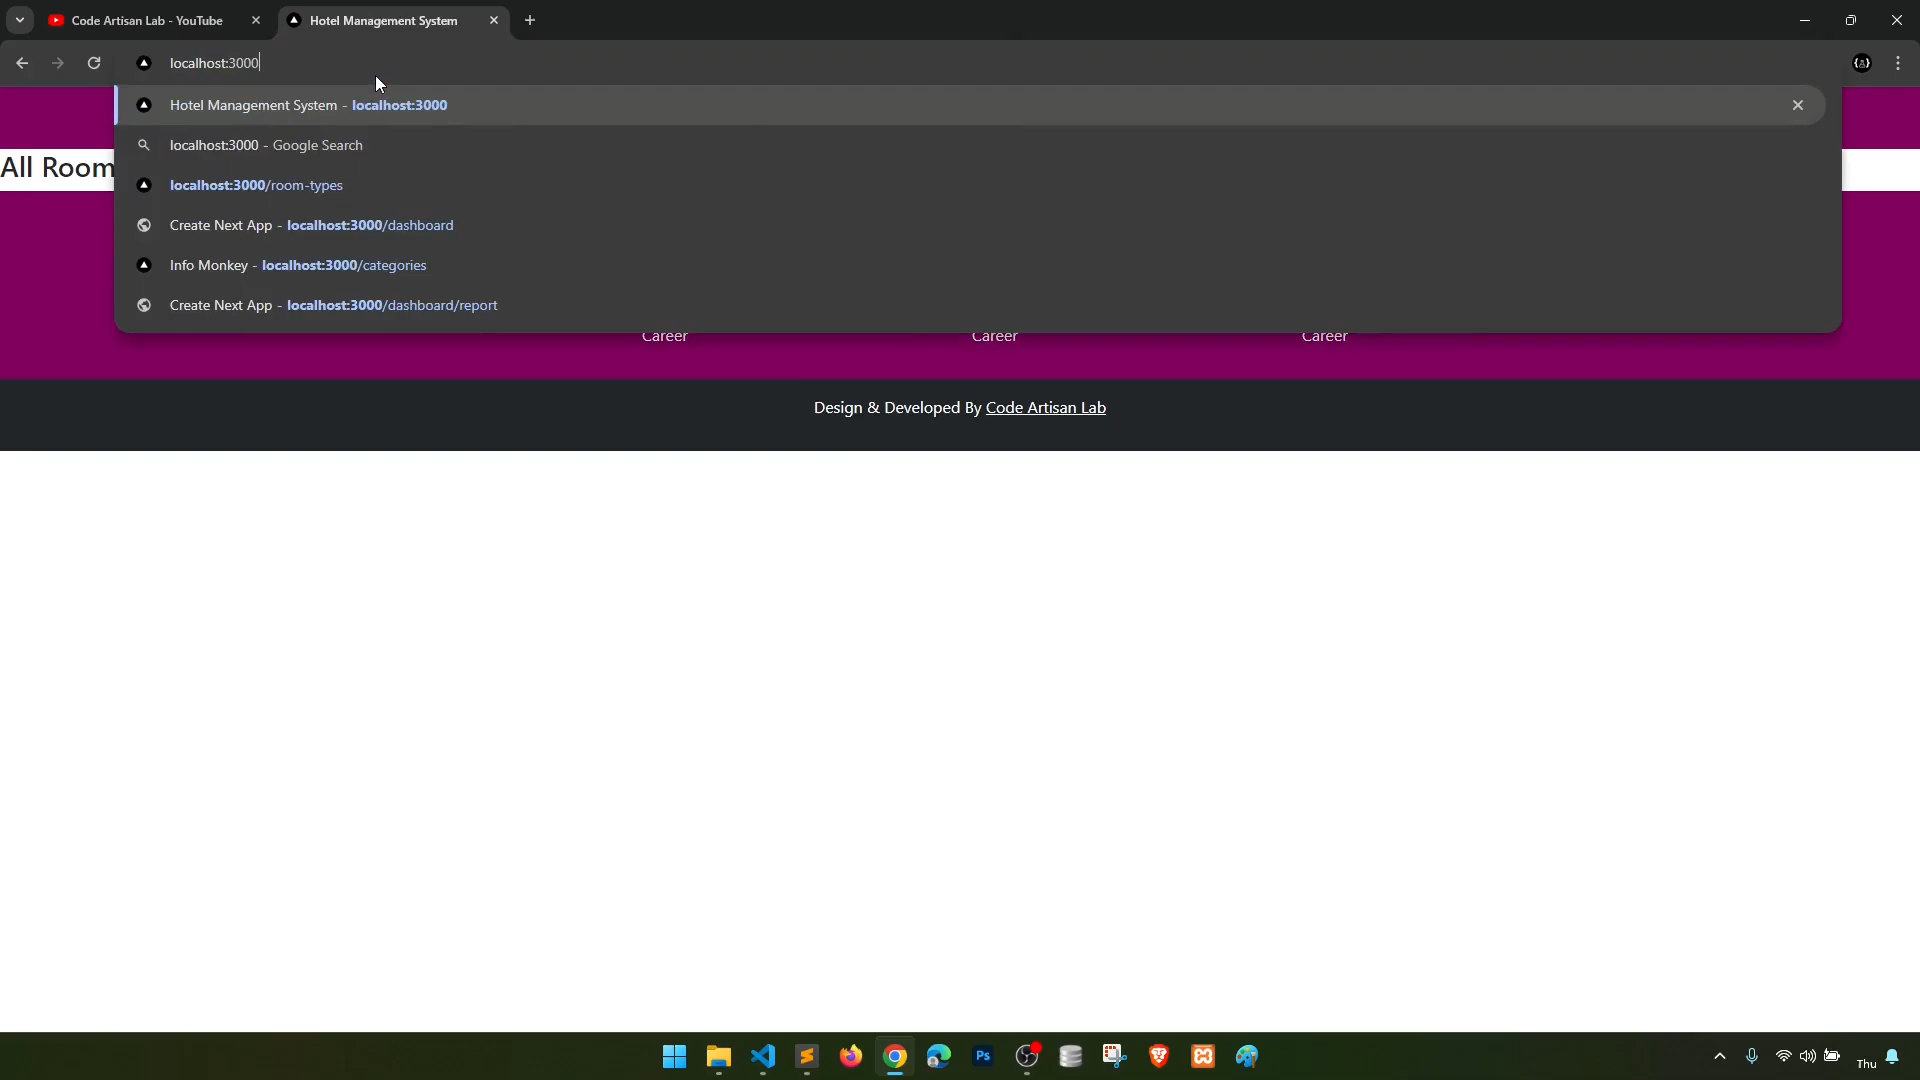 Code Artisan Lab - YouTube
Hotel Management System
localhost:3000
Hotel Management System - localhost:3000
localhost:3000 - Google Search
All Room
localhost:3000/room-types
Create Next App - localhost:3000/dashboard
Info Monkey - localhost:3000/categories
Create Next App - localhost:3000/dashboard/report
Career Career Career
Design & Developed By Code Artisan Lab
Ps
Thu